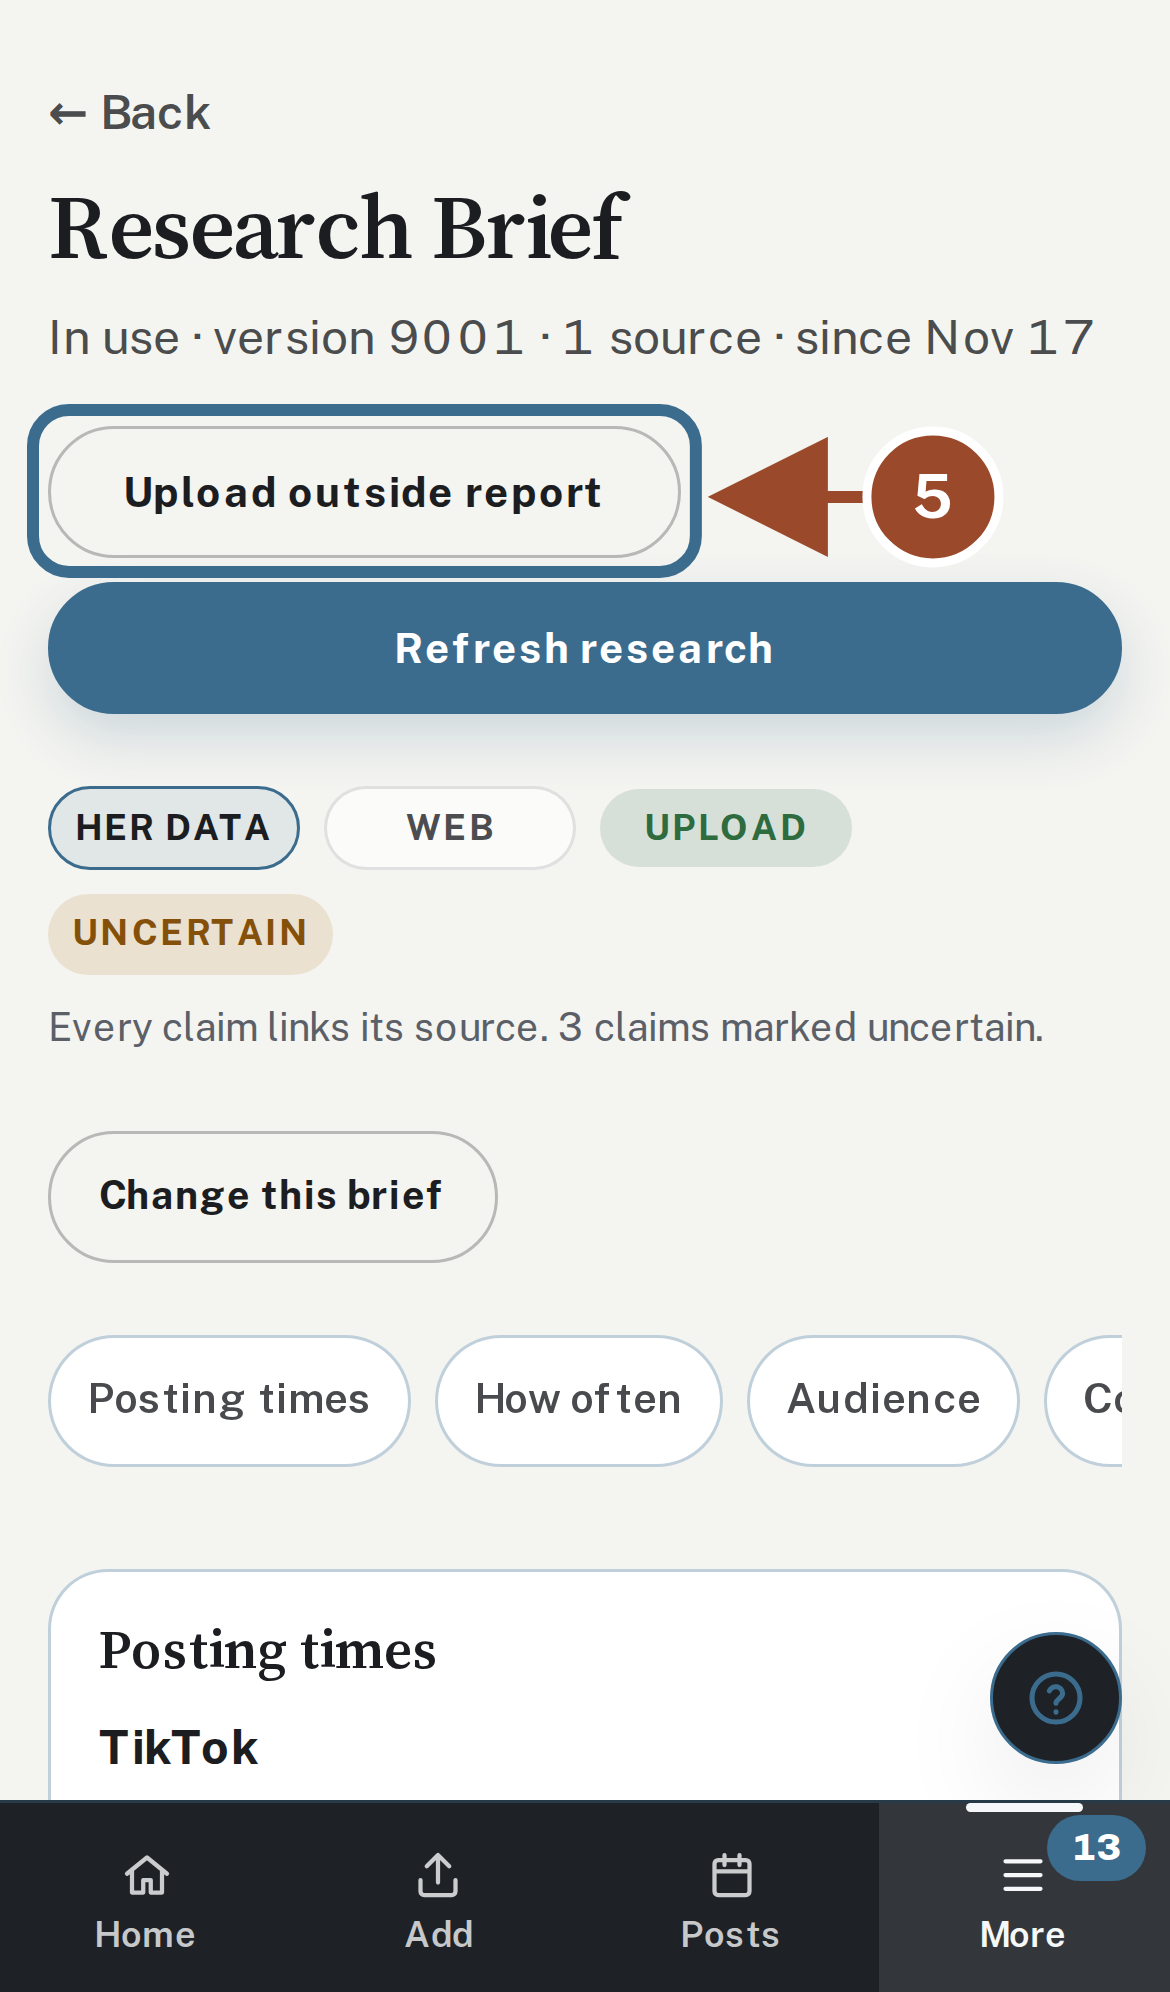 ← Back
Research Brief
In use · version 9001 · 1 source · since Nov 17
Upload outside report
5
Refresh research
HER DATA WEB UPLOAD
UNCERTAIN
Every claim links its source. 3 claims marked uncertain.
Change this brief
Posting times How often Audience
Posting times
TikTok
13
Home Add Posts More